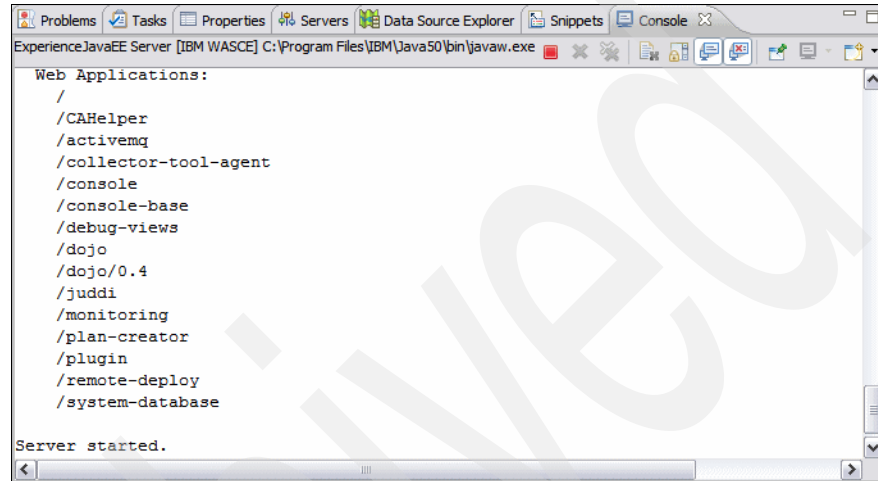 Problems Tasks Properties Servers Data Source Explorer Snippets Console
ExperienceJavaEE Server [IBM WASCE] C:\Program Files\IBM\Java50\bin\javaw.exe
Web Applications:
/
/CAHelper
/activemq
/collector-tool-agent
/console
/console-base
/debug-views
/dojo
/dojo/0.4
/juddi
/monitoring
/plan-creator
/plugin
/remote-deploy
/system-database
Server started.